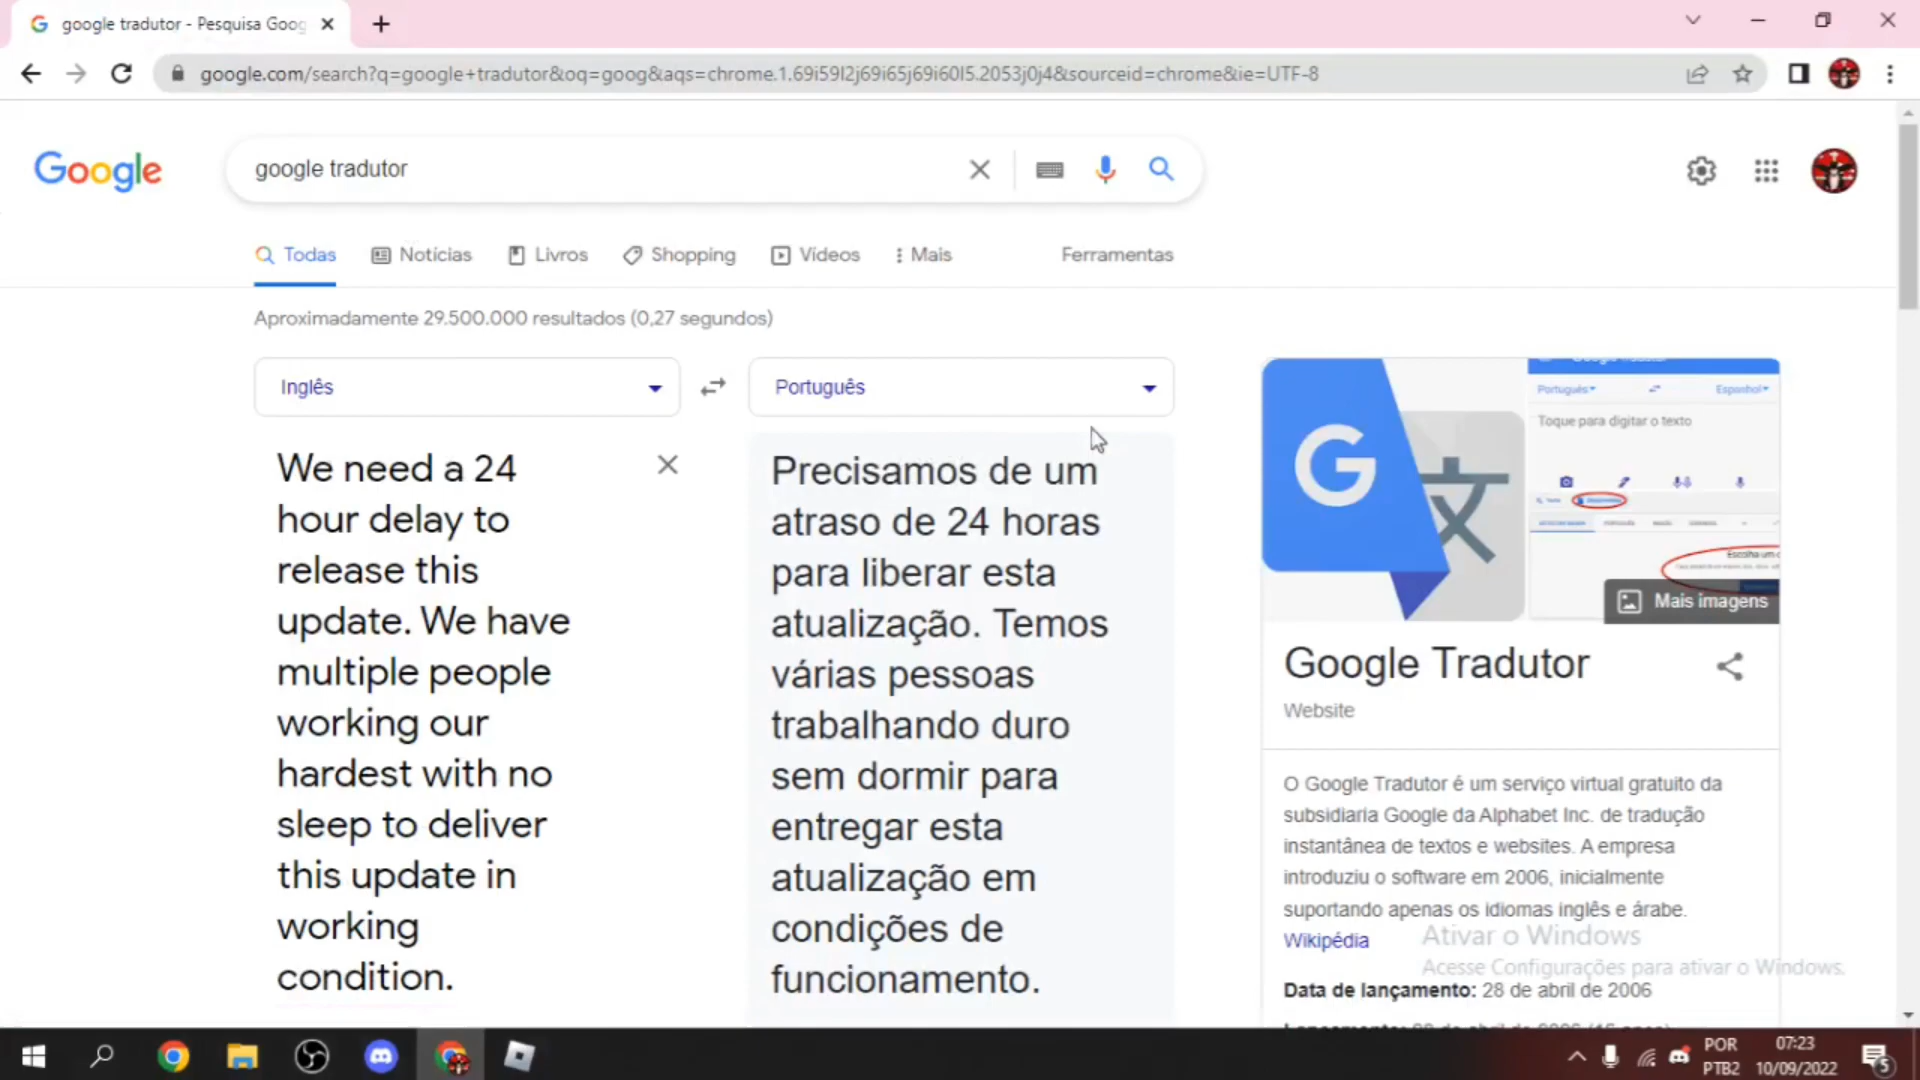 google tradutor - Pesquisa Goog
google.com/search?q=google+tradutor&oq=goog&aqs=chrome.1.69i59l2j69i65j69i60l5.2053j0j4&sourceid=chrome&ie=UTF-8
Google
google tradutor
Todas Notícias Livros Shopping Vídeos Mais Ferramentas
Aproximadamente 29.500.000 resultados (0,27 segundos)
Inglês
Português
We need a 24
hour delay to
release this
update. We have
multiple people
working our
hardest with no
sleep to deliver
this update in
working
condition.
Precisamos de um
atraso de 24 horas
para liberar esta
atualização. Temos
várias pessoas
trabalhando duro
sem dormir para
entregar esta
atualização em
condições de
funcionamento.
G
文
Português Espanhol
Toque para digitar o texto
Mais imagens
Google Tradutor
Website
O Google Tradutor é um serviço virtual gratuito da
subsidiaria Google da Alphabet Inc. de tradução
instantânea de textos e websites. A empresa
introduziu o software em 2006, inicialmente
suportando apenas os idiomas inglês e árabe.
Wikipédia
Data de lançamento: 28 de abril de 2006
Ativar o Windows
Acesse Configurações para ativar o Windows.
POR
PTB2
07:23
10/09/2022
5